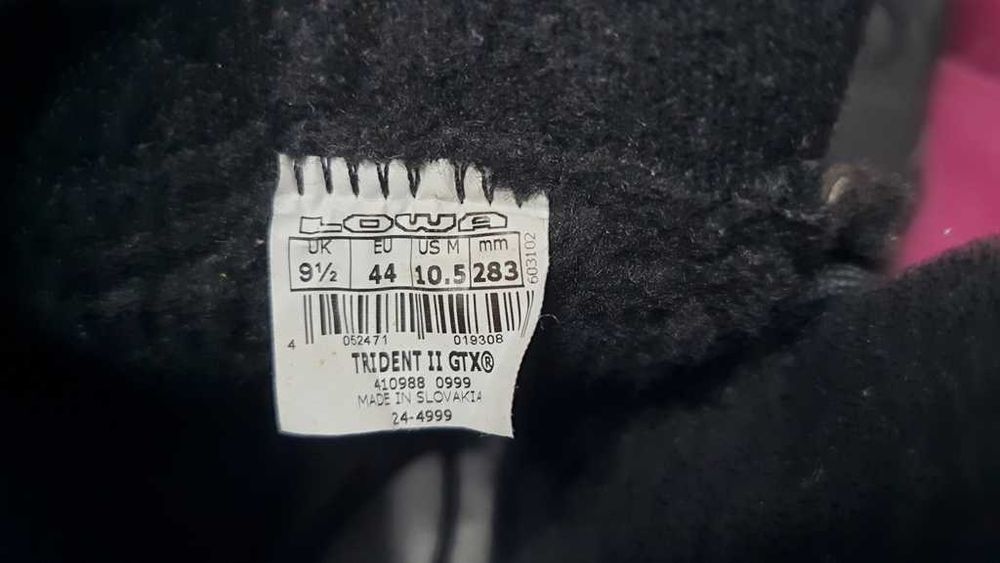 LOWA
UK EU US M mm
9½ 44 10.5 283
603102
4 052471 019308
TRIDENT II GTX®
410988 0999
MADE IN SLOVAKIA
24-4999